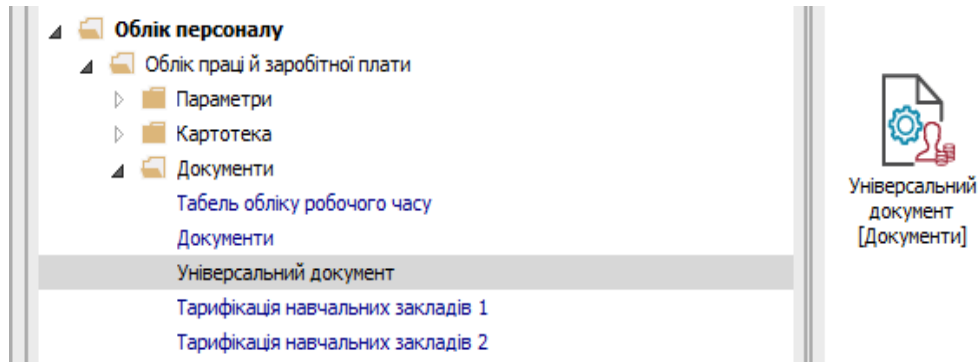 Облік персоналу
Облік праці й заробітної плати
Параметри
Картотека
Документи
Табель обліку робочого часу
Документи
Універсальний документ
Тарифікація навчальних закладів 1
Тарифікація навчальних закладів 2
Універсальний
документ
[Документи]